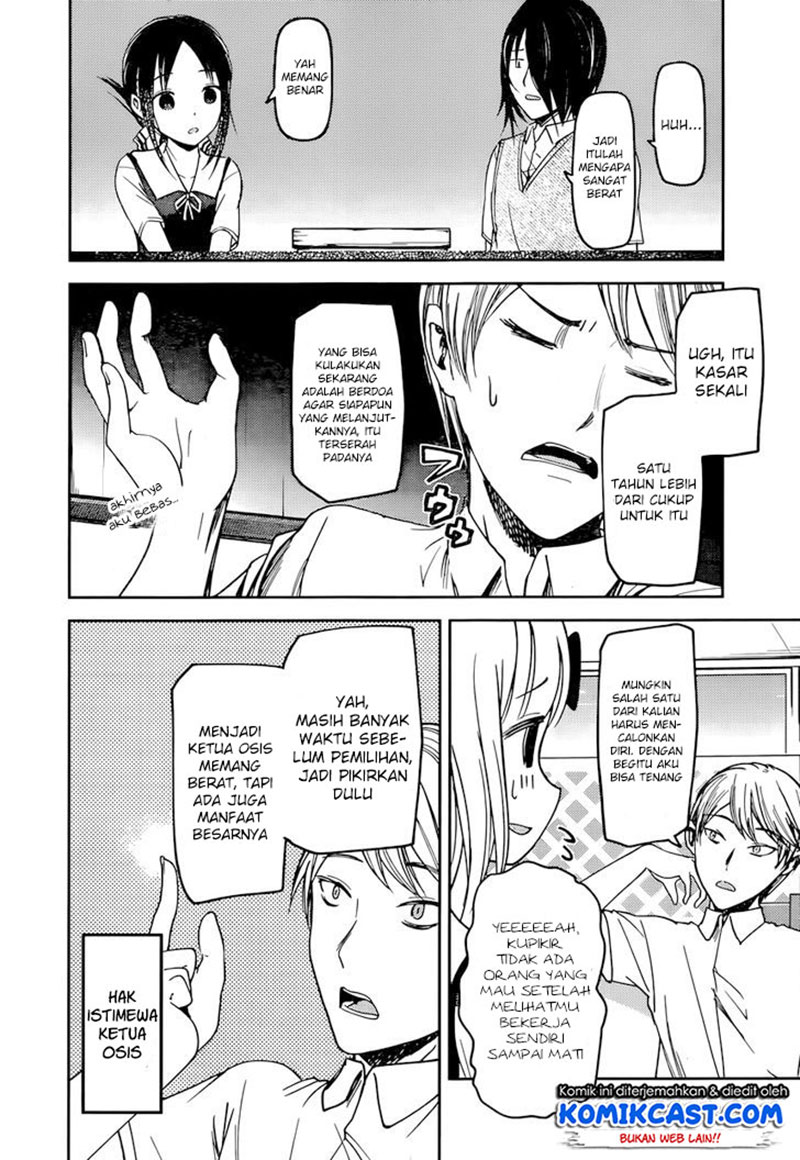 HUH...
JADI
ITULAH
MENGAPA
SANGAT
BERAT
YAH
MEMANG
BENAR
UGH, ITU
KASAR
SEKALI
SATU
TAHUN LEBIH
DARI CUKUP
UNTUK ITU
YANG BISA
KULAKUKAN
SEKARANG
ADALAH BERDOA
AGAR SIAPAPUN
YANG MELANJUT-
KANNYA, ITU
TERSERAH
PADANYA
ウウゥ
akhirnya
aku bebas...
MUNGKIN
SALAH SATU
DARI KALIAN
HARUS MEN-
CALONKAN
DIRI. DENGAN
BEGITU AKU
BISA TENANG
YEEEEEAH,
KUPIKIR
TIDAK ADA
ORANG YANG
MAU SETELAH
MELIHATMU
BEKERJA
SENDIRI
SAMPAI MATI
YAH,
MASIH BANYAK
WAKTU SEBE-
LUM PEMILIHAN,
JADI PIKIRKAN
DULU
MENJADI
KETUA OSIS
MEMANG
BERAT, TAPI
ADA JUGA
MANFAAT
BESARNYA
HAK
ISTIMEWA
KETUA
OSIS
Komik ini diterjemahkan & diedit oleh
KOMIKCAST.COM
BUKAN WEB LAIN!!